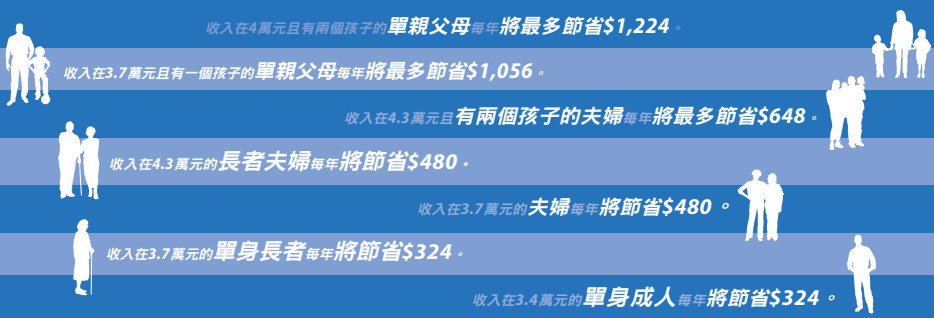 收入在4萬元且有兩個孩子的單親父母每年將最多節省$1,224。
收入在3.7萬元且有一個孩子的單親父母每年將最多節省$1,056。
收入在4.3萬元且有兩個孩子的夫婦每年將最多節省$648。
收入在4.3萬元的長者夫婦每年將節省$480。
收入在3.7萬元的夫婦每年將節省$480。
收入在3.7萬元的單身長者每年將節省$324。
收入在3.4萬元的單身成人每年將節省$324。